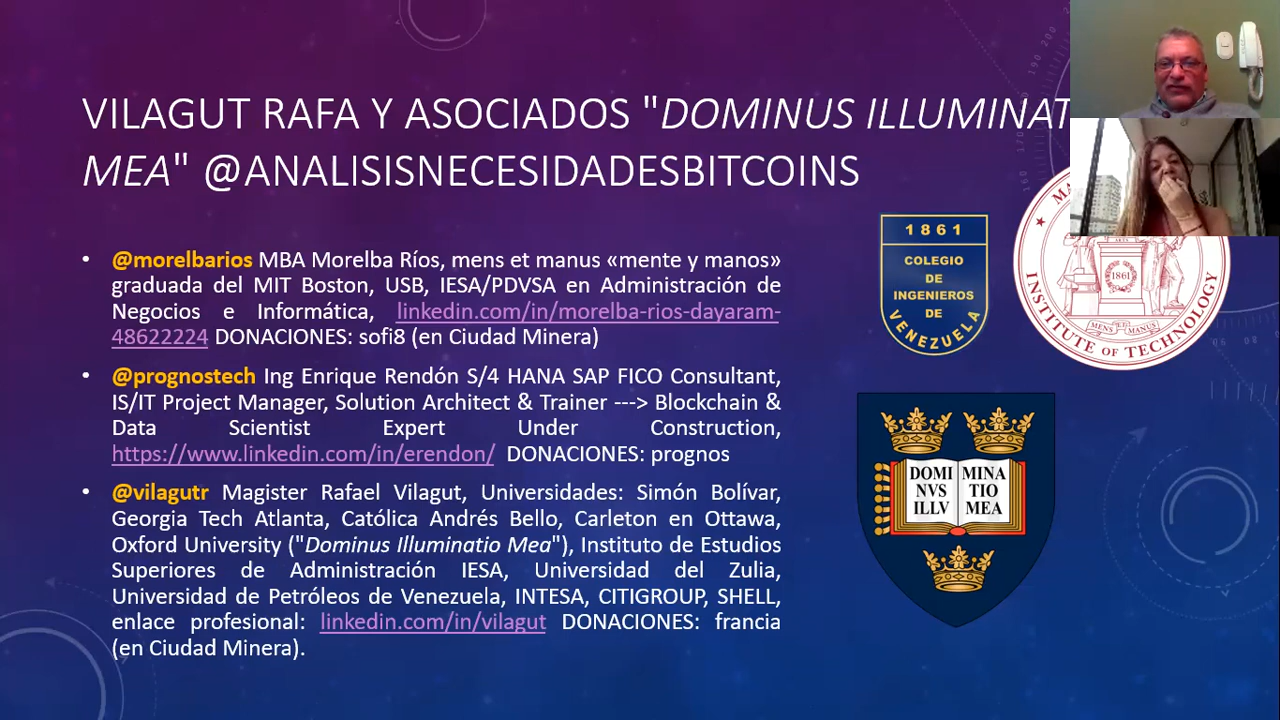 VILAGUT RAFA Y ASOCIADOS "DOMINUS ILLUMINAT
MEA" @ANALISISNECESIDADESBITCOINS
• @morelbarios MBA Morelba Ríos, mens et manus «mente y manos»
graduada del MIT Boston, USB, IESA/PDVSA en Administración de
Negocios e Informática, linkedin.com/in/morelba-rios-dayaram-
48622224 DONACIONES: sofi8 (en Ciudad Minera)
• @prognostech Ing Enrique Rendón S/4 HANA SAP FICO Consultant,
IS/IT Project Manager, Solution Architect & Trainer ---> Blockchain &
Data Scientist Expert Under Construction,
https://www.linkedin.com/in/erendon/ DONACIONES: prognos
• @vilagutr Magister Rafael Vilagut, Universidades: Simón Bolívar,
Georgia Tech Atlanta, Católica Andrés Bello, Carleton en Ottawa,
Oxford University ("Dominus Illuminatio Mea"), Instituto de Estudios
Superiores de Administración IESA, Universidad del Zulia,
Universidad de Petróleos de Venezuela, INTESA, CITIGROUP, SHELL,
enlace profesional: linkedin.com/in/vilagut DONACIONES: francia
(en Ciudad Minera).
1861
COLEGIO
DE
INGENIEROS
DE
VENEZUELA
MA
1861
MENS ET MANUS
INSTITUTE OF TECHNOLOGY
DOMI MINA
NVS TIO
ILLV MEA